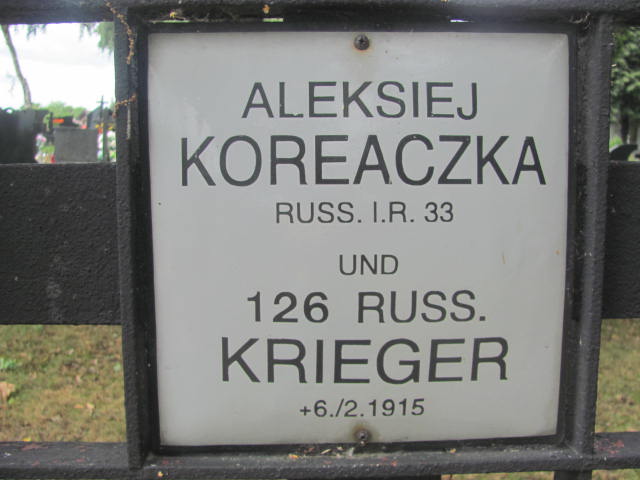 ALEKSIEJ
KOREACZKA
RUSS. I.R. 33
UND
126 RUSS.
KRIEGER
+6./2.1915